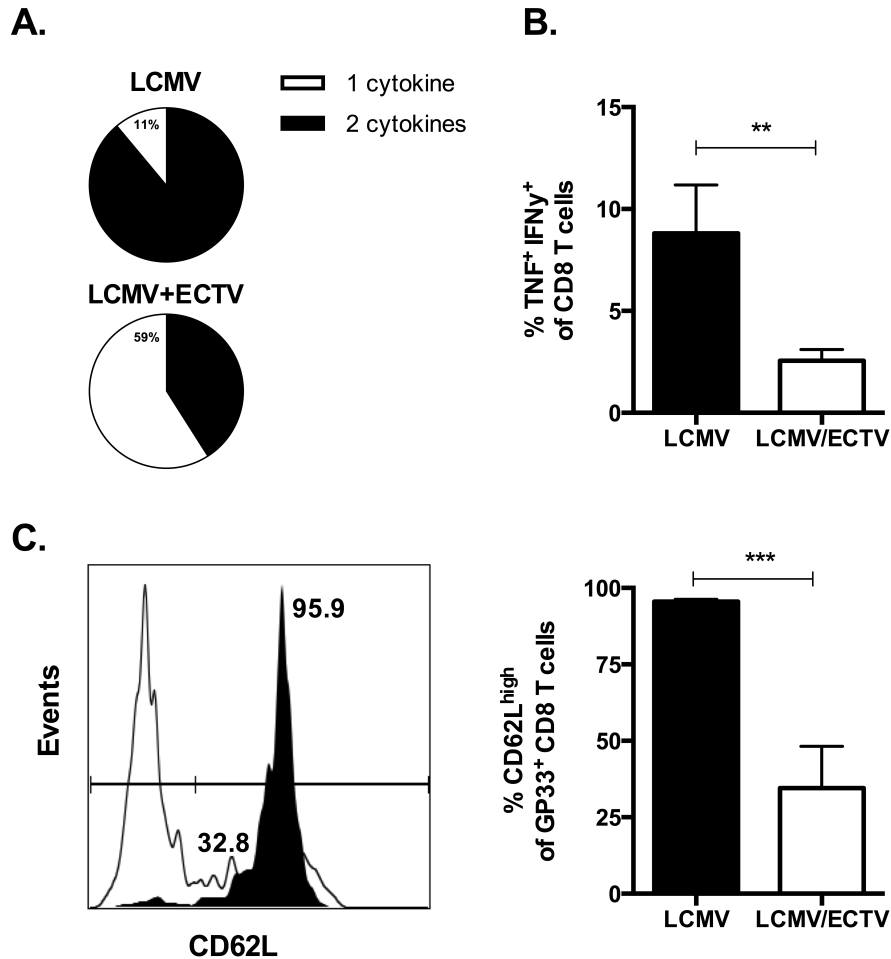 A.
LCMV
11%
1 cytokine
2 cytokines
LCMV+ECTV
59%
B.
% TNF+ IFNy+
of CD8 T cells
15
10
5
0
**
LCMV
LCMV/ECTV
C.
Events
95.9
32.8
CD62L
% CD62Lhigh
of GP33+ CD8 T cells
100
75
50
25
0
***
LCMV
LCMV/ECTV